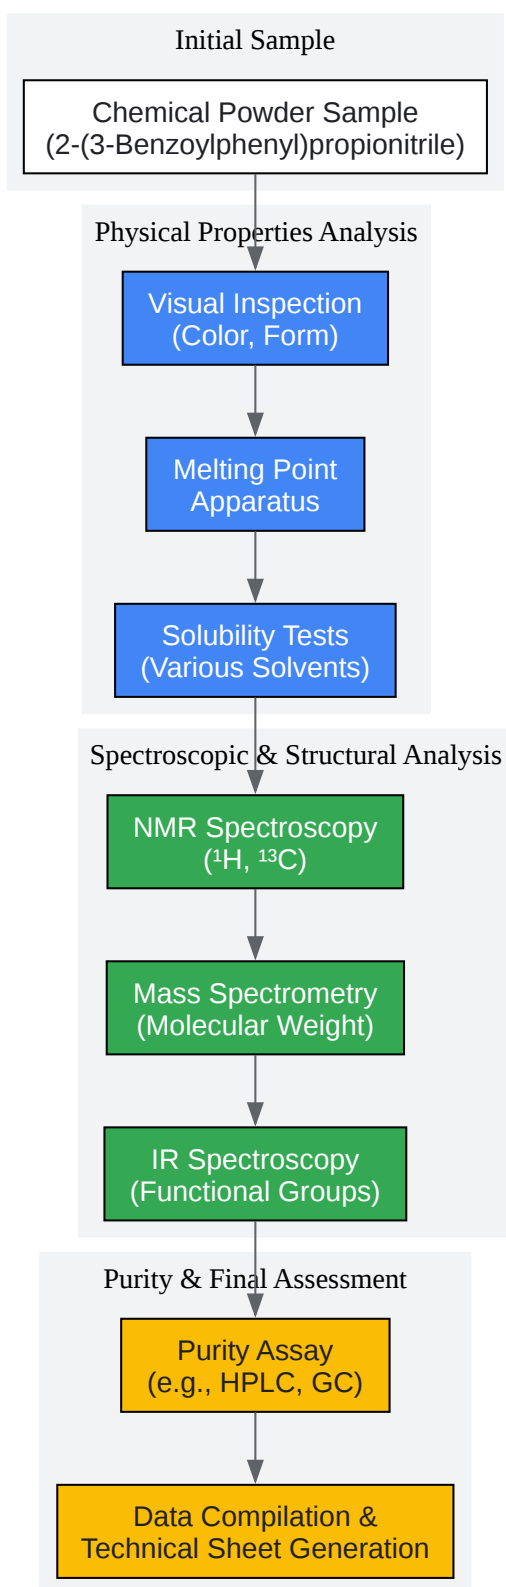 Initial Sample
Chemical Powder Sample
(2-(3-Benzoylphenyl)propionitrile)
Physical Properties Analysis
Visual Inspection
(Color, Form)
Melting Point
Apparatus
Solubility Tests
(Various Solvents)
Spectroscopic & Structural Analysis
NMR Spectroscopy
(¹H, ¹³C)
Mass Spectrometry
(Molecular Weight)
IR Spectroscopy
(Functional Groups)
Purity & Final Assessment
Purity Assay
(e.g., HPLC, GC)
Data Compilation &
Technical Sheet Generation